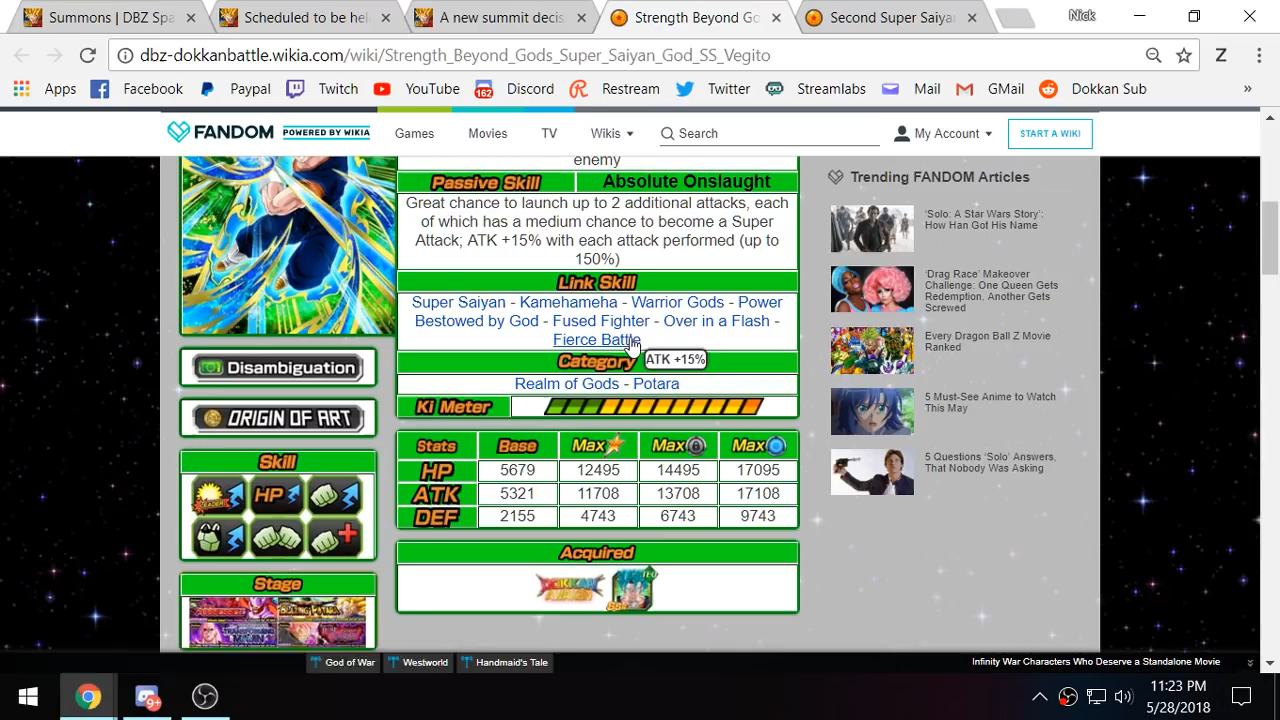 Summons | DBZ Spa
Scheduled to be hel
A new summit decis
Strength Beyond Go
Second Super Saiya
Nick
dbz-dokkanbattle.wikia.com/wiki/Strength_Beyond_Gods_Super_Saiyan_God_SS_Vegito
Z
Apps
Facebook
Paypal
Twitch
YouTube
162
Discord
Restream
Twitter
Streamlabs
Mail
GMail
Dokkan Sub
»
FANDOM
POWERED BY WIKIA
Games
Movies
TV
Wikis
Search
My Account
START A WIKI
enemy
Passive Skill
Absolute Onslaught
Great chance to launch up to 2 additional attacks, each
of which has a medium chance to become a Super
Attack; ATK +15% with each attack performed (up to
150%)
Link Skill
Super Saiyan - Kamehameha - Warrior Gods - Power
Bestowed by God - Fused Fighter - Over in a Flash -
Fierce Battle
ATK +15%
Category
Realm of Gods - Potara
Ki Meter
Stats Base Max Max Max
HP 5679 12495 14495 17095
ATK 5321 11708 13708 17108
DEF 2155 4743 6743 9743
Acquired
Disambiguation
ORIGIN OF ART
Skill
LEADER
HP
Stage
Trending FANDOM Articles
'Solo: A Star Wars Story':
How Han Got His Name
'Drag Race' Makeover
Challenge: One Queen Gets
Redemption, Another Gets
Screwed
Every Dragon Ball Z Movie
Ranked
5 Must-See Anime to Watch
This May
5 Questions 'Solo' Answers,
That Nobody Was Asking
God of War
Westworld
Handmaid's Tale
Infinity War Characters Who Deserve a Standalone Movie
9+
11:23 PM
5/28/2018